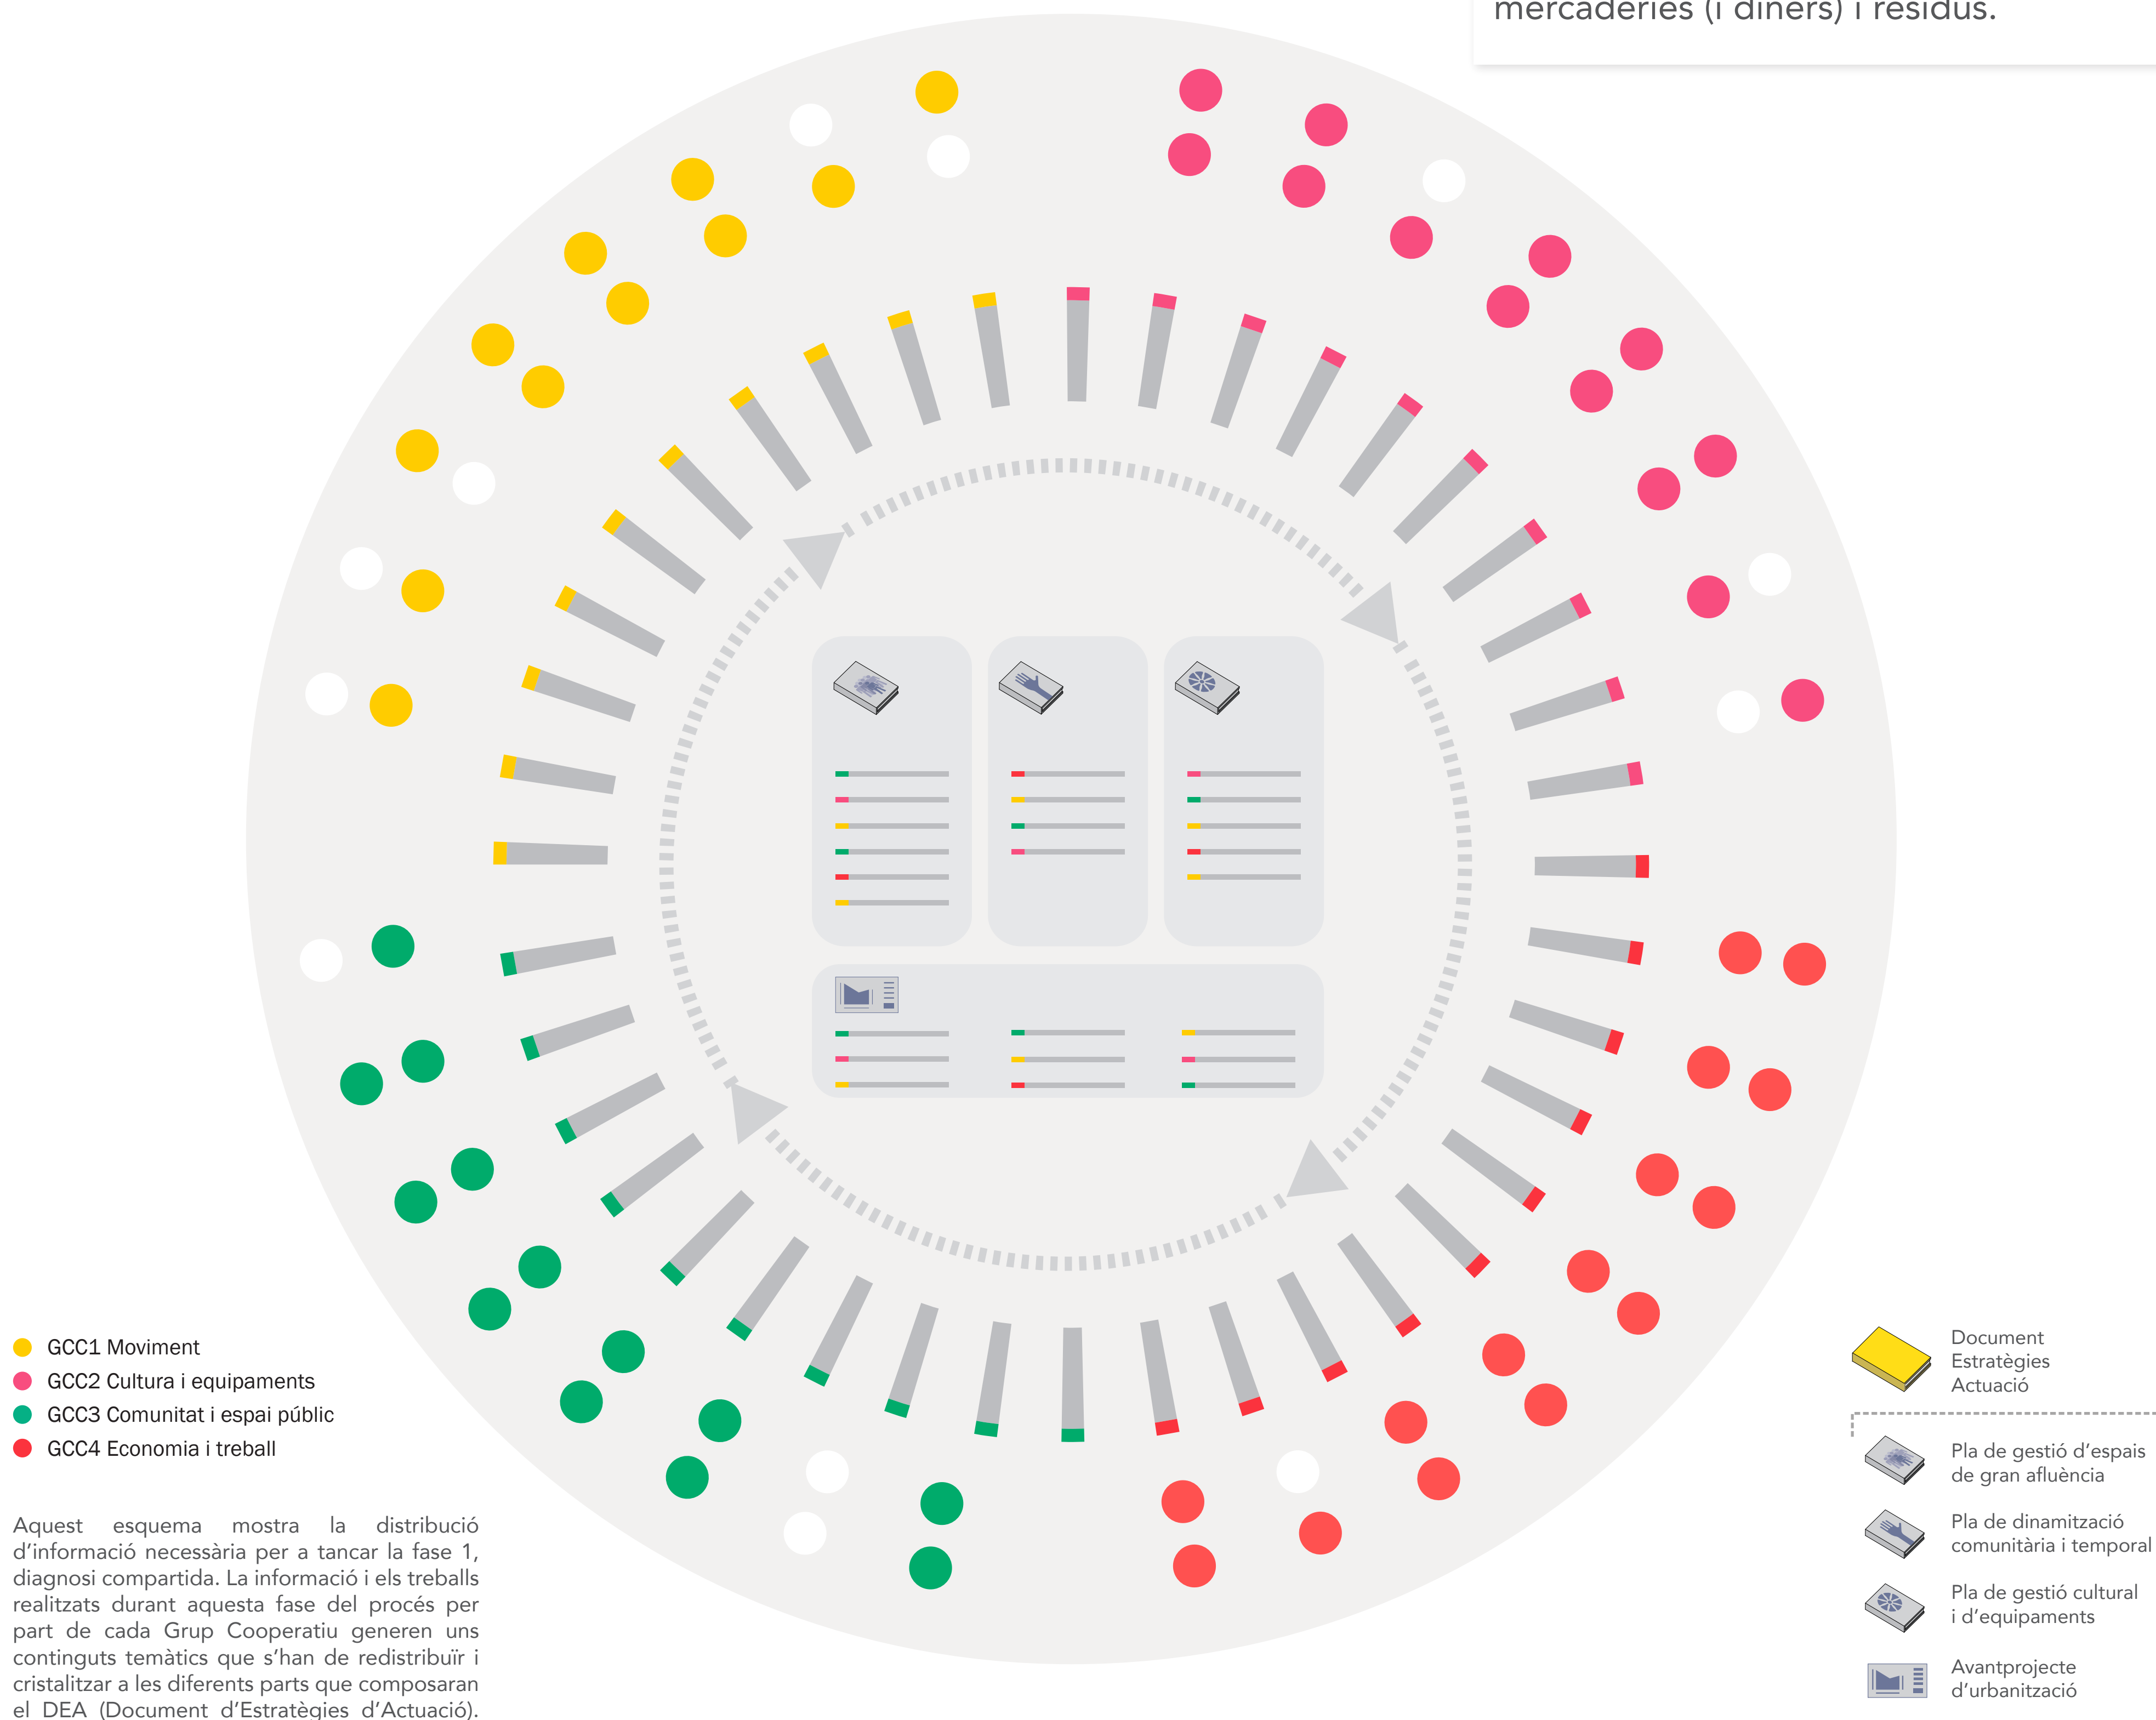 mercaderies (i diners) i residus.
GCC1 Moviment
GCC2 Cultura i equipaments
GCC3 Comunitat i espai públic
GCC4 Economia i treball
Aquest esquema mostra la distribució
d'informació necessària per a tancar la fase 1,
diagnosi compartida. La informació i els treballs
realitzats durant aquesta fase del procés per
part de cada Grup Cooperatiu generen uns
continguts temàtics que s'han de redistribuïr i
cristalitzar a les diferents parts que composaran
el DEA (Document d'Estratègies d'Actuació).
Document
Estratègies
Actuació
Pla de gestió d'espais
de gran afluència
Pla de dinamització
comunitària i temporal
Pla de gestió cultural
i d'equipaments
Avantprojecte
d'urbanització